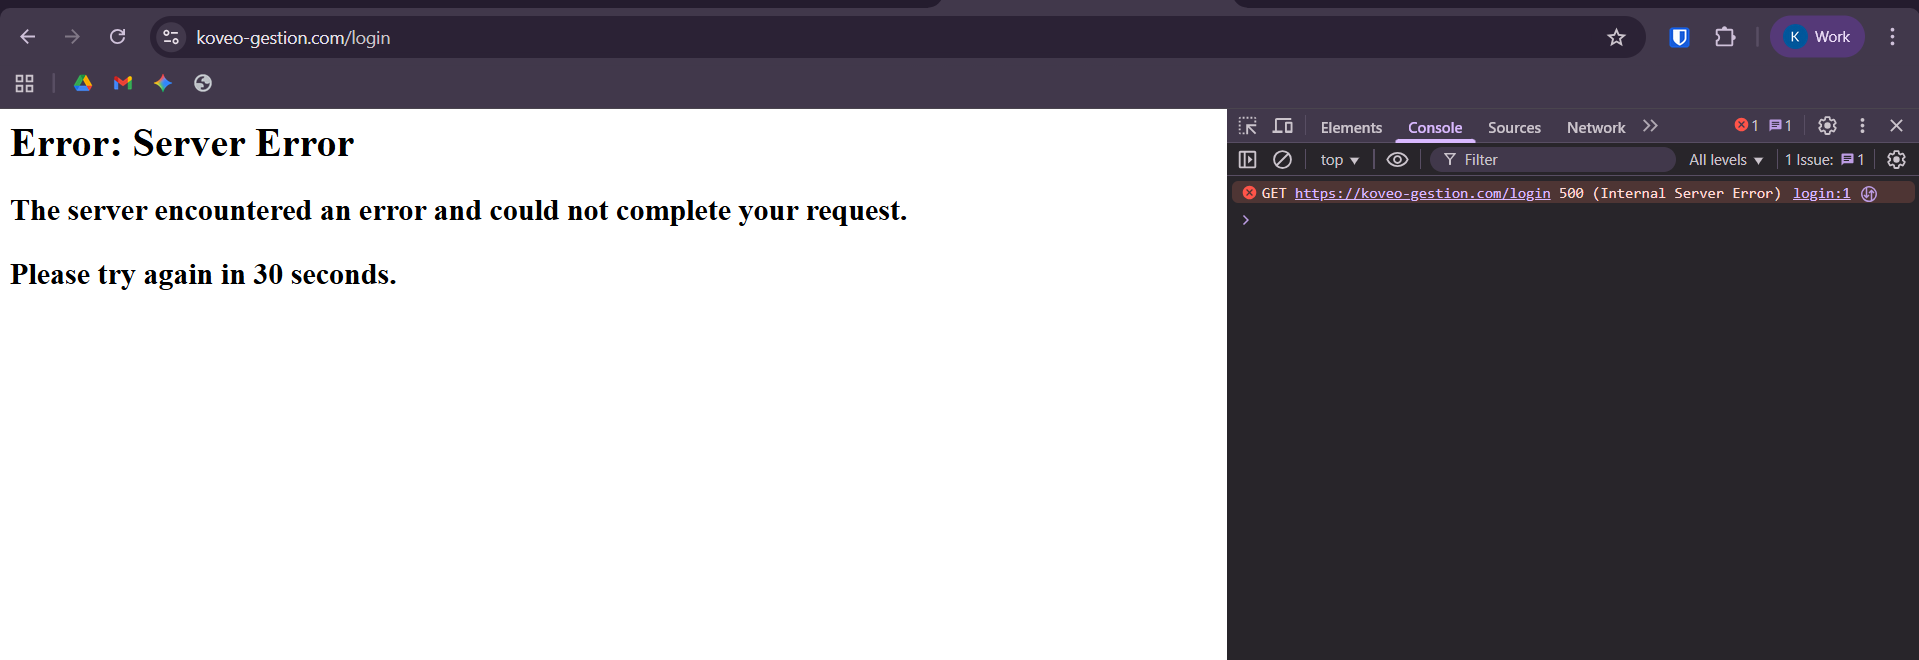 koveo-gestion.com/login
K Work
Error: Server Error
The server encountered an error and could not complete your request.
Please try again in 30 seconds.
Elements Console Sources Network 1 1
top Filter All levels 1 Issue: 1
GET https://koveo-gestion.com/login 500 (Internal Server Error) login:1